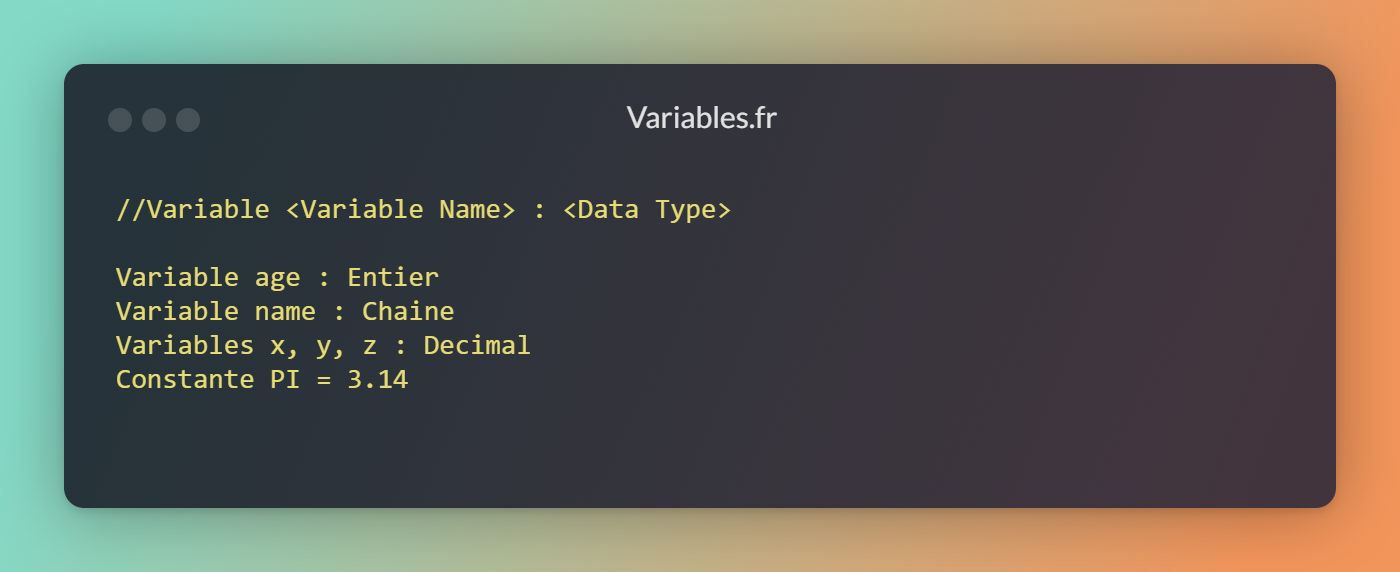 Variables.fr
//Variable <Variable Name> : <Data Type>
Variable age : Entier
Variable name : Chaine
Variables x, y, z : Decimal
Constante PI = 3.14